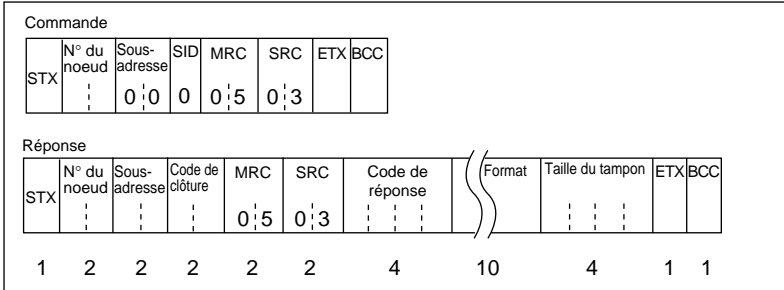 Commande
STX N° du noeud Sous-adresse SID MRC SRC ETX BCC
0 0 0 0 5 0 3
Réponse
STX N° du noeud Sous-adresse Code de clôture MRC SRC Code de réponse Format Taille du tampon ETX BCC
0 5 0 3
1 2 2 2 2 2 4 10 4 1 1